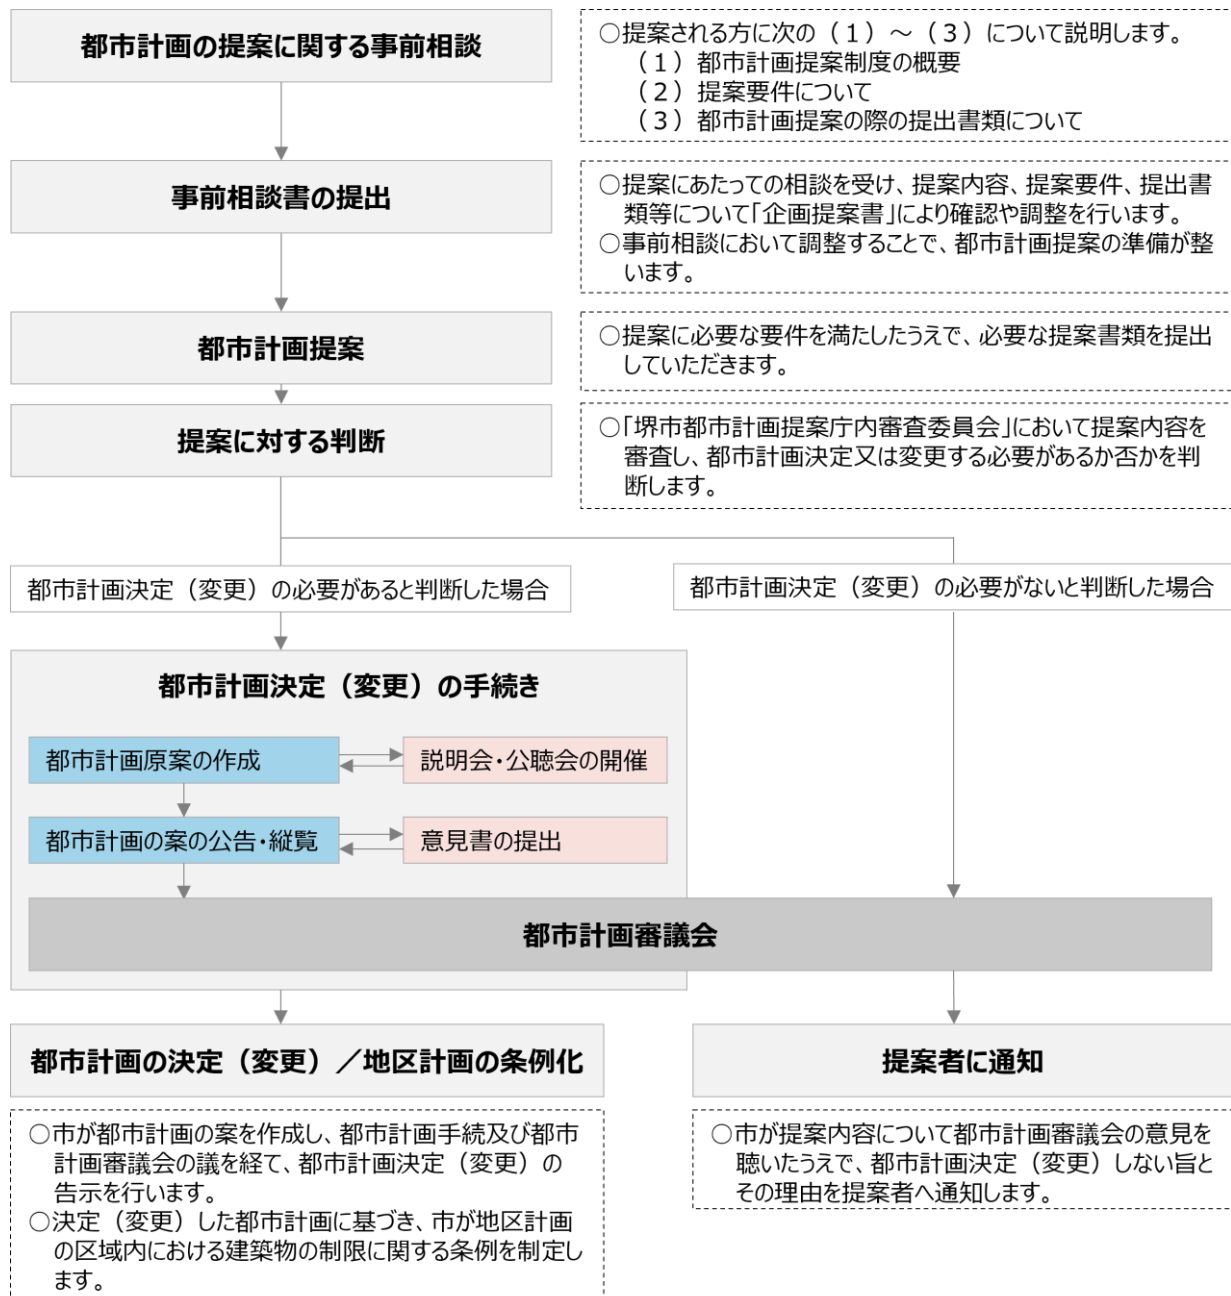 都市計画の提案に関する事前相談
○提案される方に次の（１）～（３）について説明します。
（１）都市計画提案制度の概要
（２）提案要件について
（３）都市計画提案の際の提出書類について
事前相談書の提出
○提案にあたっての相談を受け、提案内容、提案要件、提出書
類等について「企画提案書」により確認や調整を行います。
○事前相談において調整することで、都市計画提案の準備が整
います。
都市計画提案
○提案に必要な要件を満たしたうえで、必要な提案書類を提出
していただきます。
提案に対する判断
○「堺市都市計画提案庁内審査委員会」において提案内容を
審査し、都市計画決定又は変更する必要があるか否かを判
断します。
都市計画決定（変更）の必要があると判断した場合
都市計画決定（変更）の必要がないと判断した場合
都市計画決定（変更）の手続き
都市計画原案の作成
説明会・公聴会の開催
都市計画の案の公告・縦覧
意見書の提出
都市計画審議会
都市計画の決定（変更）／地区計画の条例化
○市が都市計画の案を作成し、都市計画手続及び都市
計画審議会の議を経て、都市計画決定（変更）の
告示を行います。
○決定（変更）した都市計画に基づき、市が地区計画
の区域内における建築物の制限に関する条例を制定し
ます。
提案者に通知
○市が提案内容について都市計画審議会の意見を
聴いたうえで、都市計画決定（変更）しない旨と
その理由を提案者へ通知します。